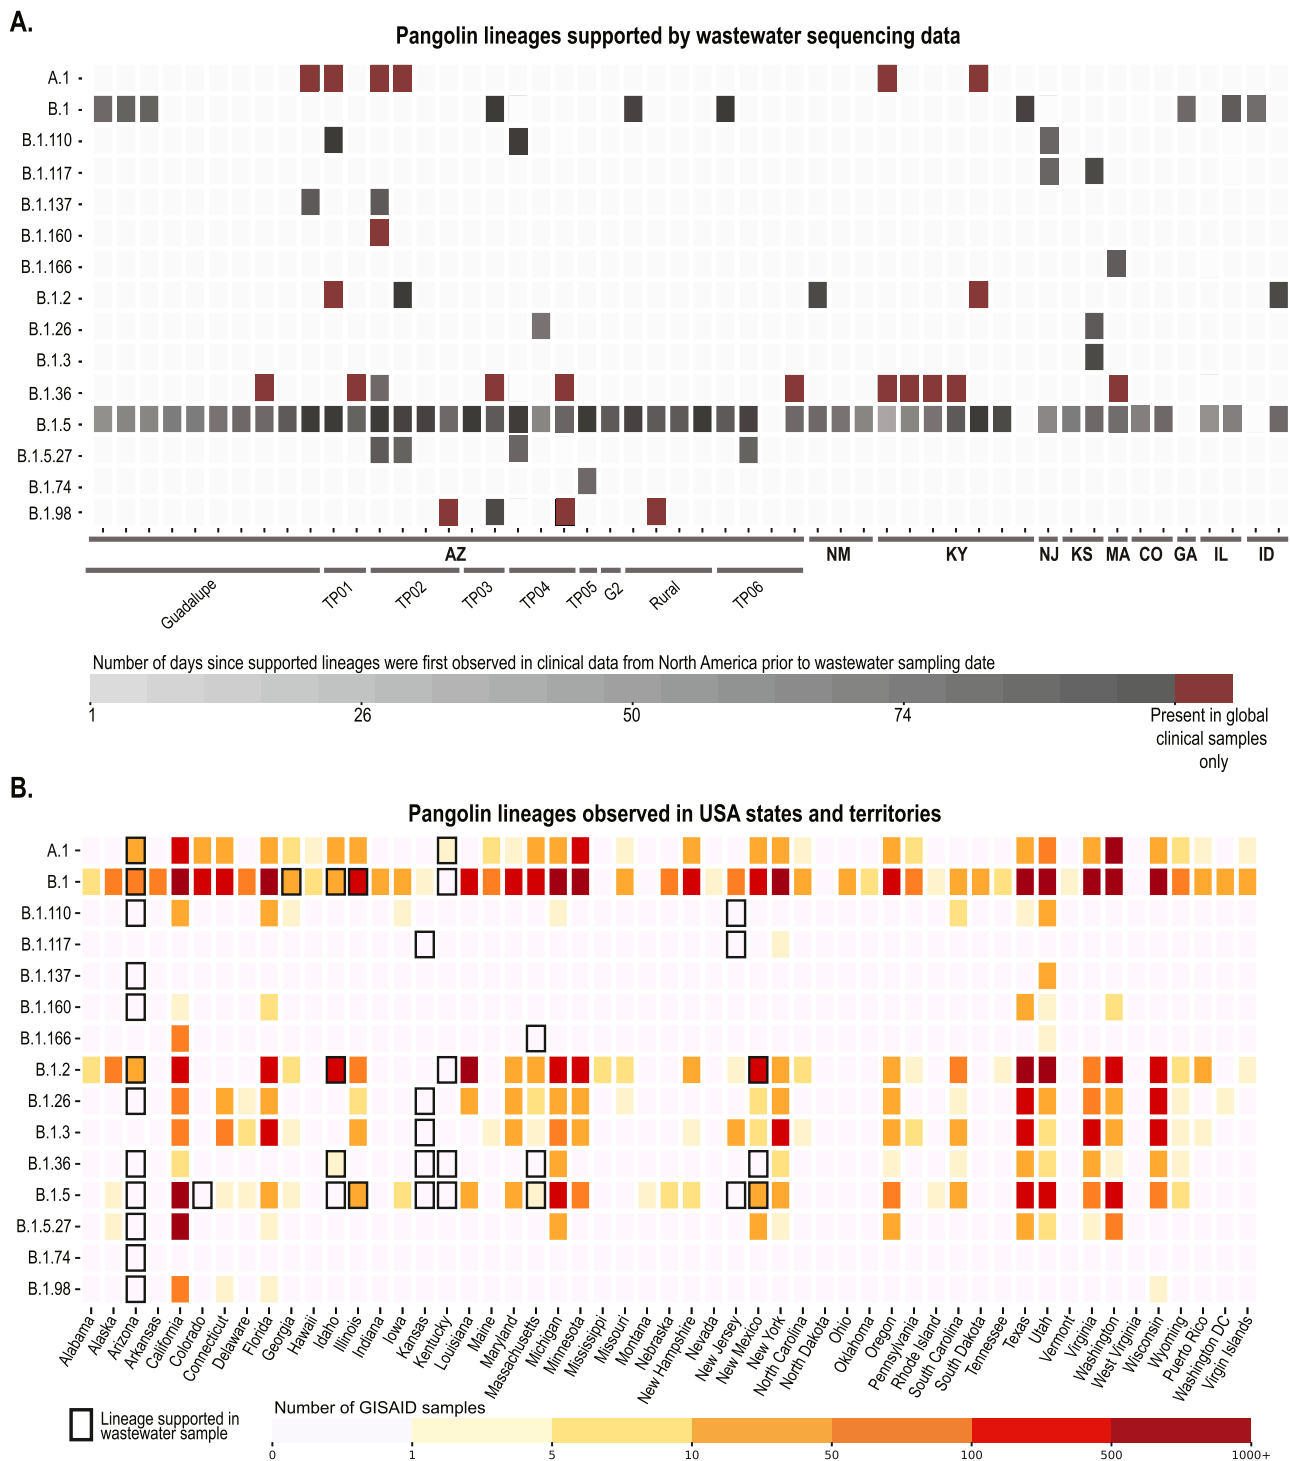 A.
Pangolin lineages supported by wastewater sequencing data
A.1
B.1
B.1.110
B.1.117
B.1.137
B.1.160
B.1.166
B.1.2
B.1.26
B.1.3
B.1.36
B.1.5
B.1.5.27
B.1.74
B.1.98
AZ NM KY NJ KS MA CO GA IL ID
Guadalupe TP01 TP02 TP03 TP04 TP05 G2 Rural TP06
Number of days since supported lineages were first observed in clinical data from North America prior to wastewater sampling date
1 26 50 74 Present in global
clinical samples
only
B.
Pangolin lineages observed in USA states and territories
A.1
B.1
B.1.110
B.1.117
B.1.137
B.1.160
B.1.166
B.1.2
B.1.26
B.1.3
B.1.36
B.1.5
B.1.5.27
B.1.74
B.1.98
Alabama Alaska Arizona Arkansas California Colorado Connecticut Delaware Florida Georgia Hawaii Idaho Illinois Indiana Iowa Kansas Kentucky Louisiana Maine Maryland Massachusetts Michigan Minnesota Mississippi Missouri Montana Nebraska New Hampshire Nevada New Jersey New Mexico New York North Carolina North Dakota Ohio Oklahoma Oregon Pennsylvania Rhode Island South Carolina South Dakota Tennessee Texas Utah Vermont Virginia Washington West Virginia Wisconsin Wyoming Puerto Rico Washington DC Virgin Islands
Lineage supported in
wastewater sample
Number of GISAID samples
0 1 5 10 50 100 500 1000+